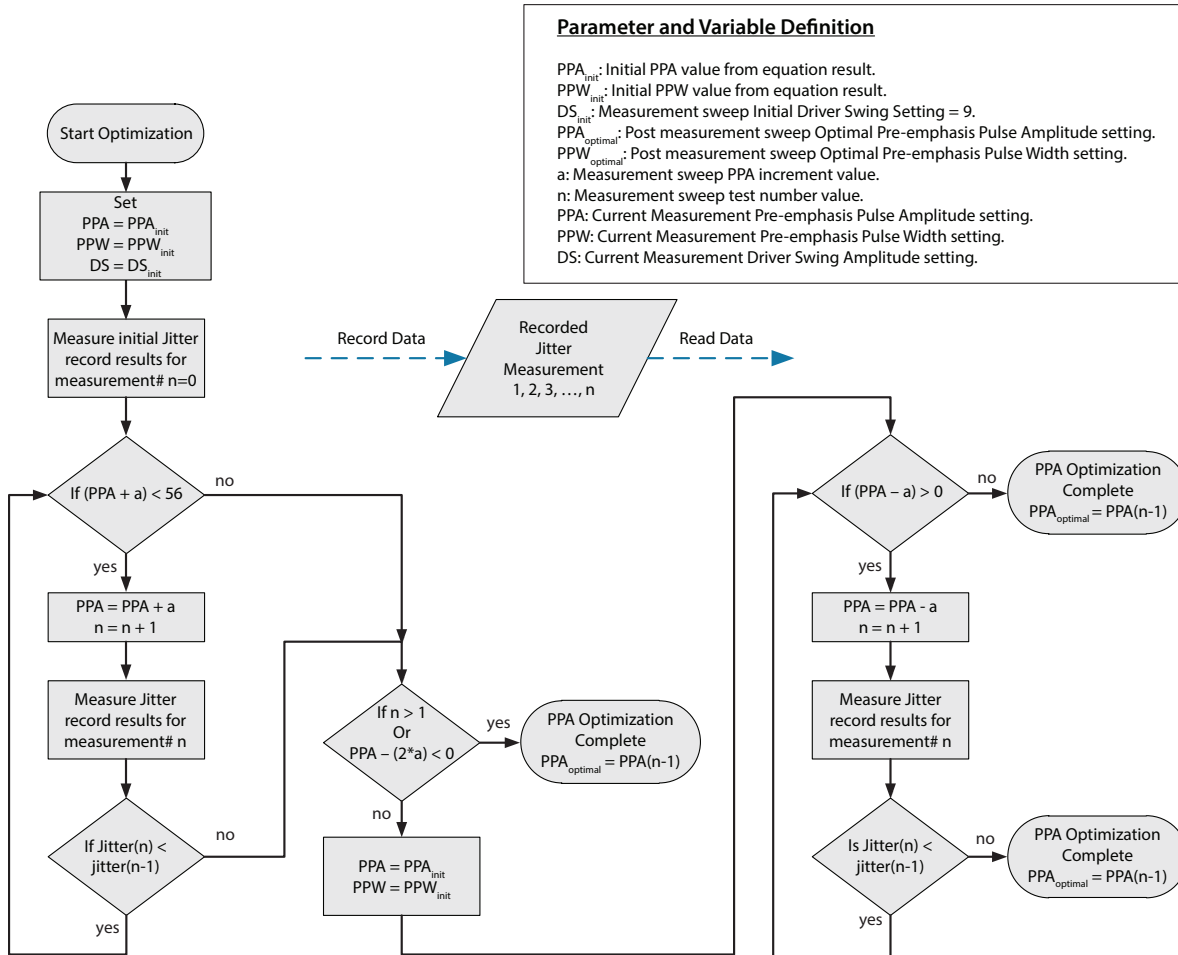 Parameter and Variable Definition
PPAinit: Initial PPA value from equation result.
PPWinit: Initial PPW value from equation result.
DSinit: Measurement sweep Initial Driver Swing Setting = 9.
PPAoptimal: Post measurement sweep Optimal Pre-emphasis Pulse Amplitude setting.
PPWoptimal: Post measurement sweep Optimal Pre-emphasis Pulse Width setting.
a: Measurement sweep PPA increment value.
n: Measurement sweep test number value.
PPA: Current Measurement Pre-emphasis Pulse Amplitude setting.
PPW: Current Measurement Pre-emphasis Pulse Width setting.
DS: Current Measurement Driver Swing Amplitude setting.
Start Optimization
Set
PPA = PPAinit
PPW = PPWinit
DS = DSinit
Measure initial Jitter
record results for
measurement# n=0
Record Data
Recorded
Jitter
Measurement
1, 2, 3, …, n
Read Data
If (PPA + a) < 56
no
yes
PPA = PPA + a
n = n + 1
Measure Jitter
record results for
measurement# n
If Jitter(n) <
jitter(n-1)
no
yes
If n > 1
Or
PPA – (2*a) < 0
yes
PPA Optimization
Complete
PPAoptimal = PPA(n-1)
no
PPA = PPAinit
PPW = PPWinit
If (PPA – a) > 0
no
PPA Optimization
Complete
PPAoptimal = PPA(n-1)
yes
PPA = PPA - a
n = n + 1
Measure Jitter
record results for
measurement# n
Is Jitter(n) <
jitter(n-1)
no
PPA Optimization
Complete
PPAoptimal = PPA(n-1)
yes